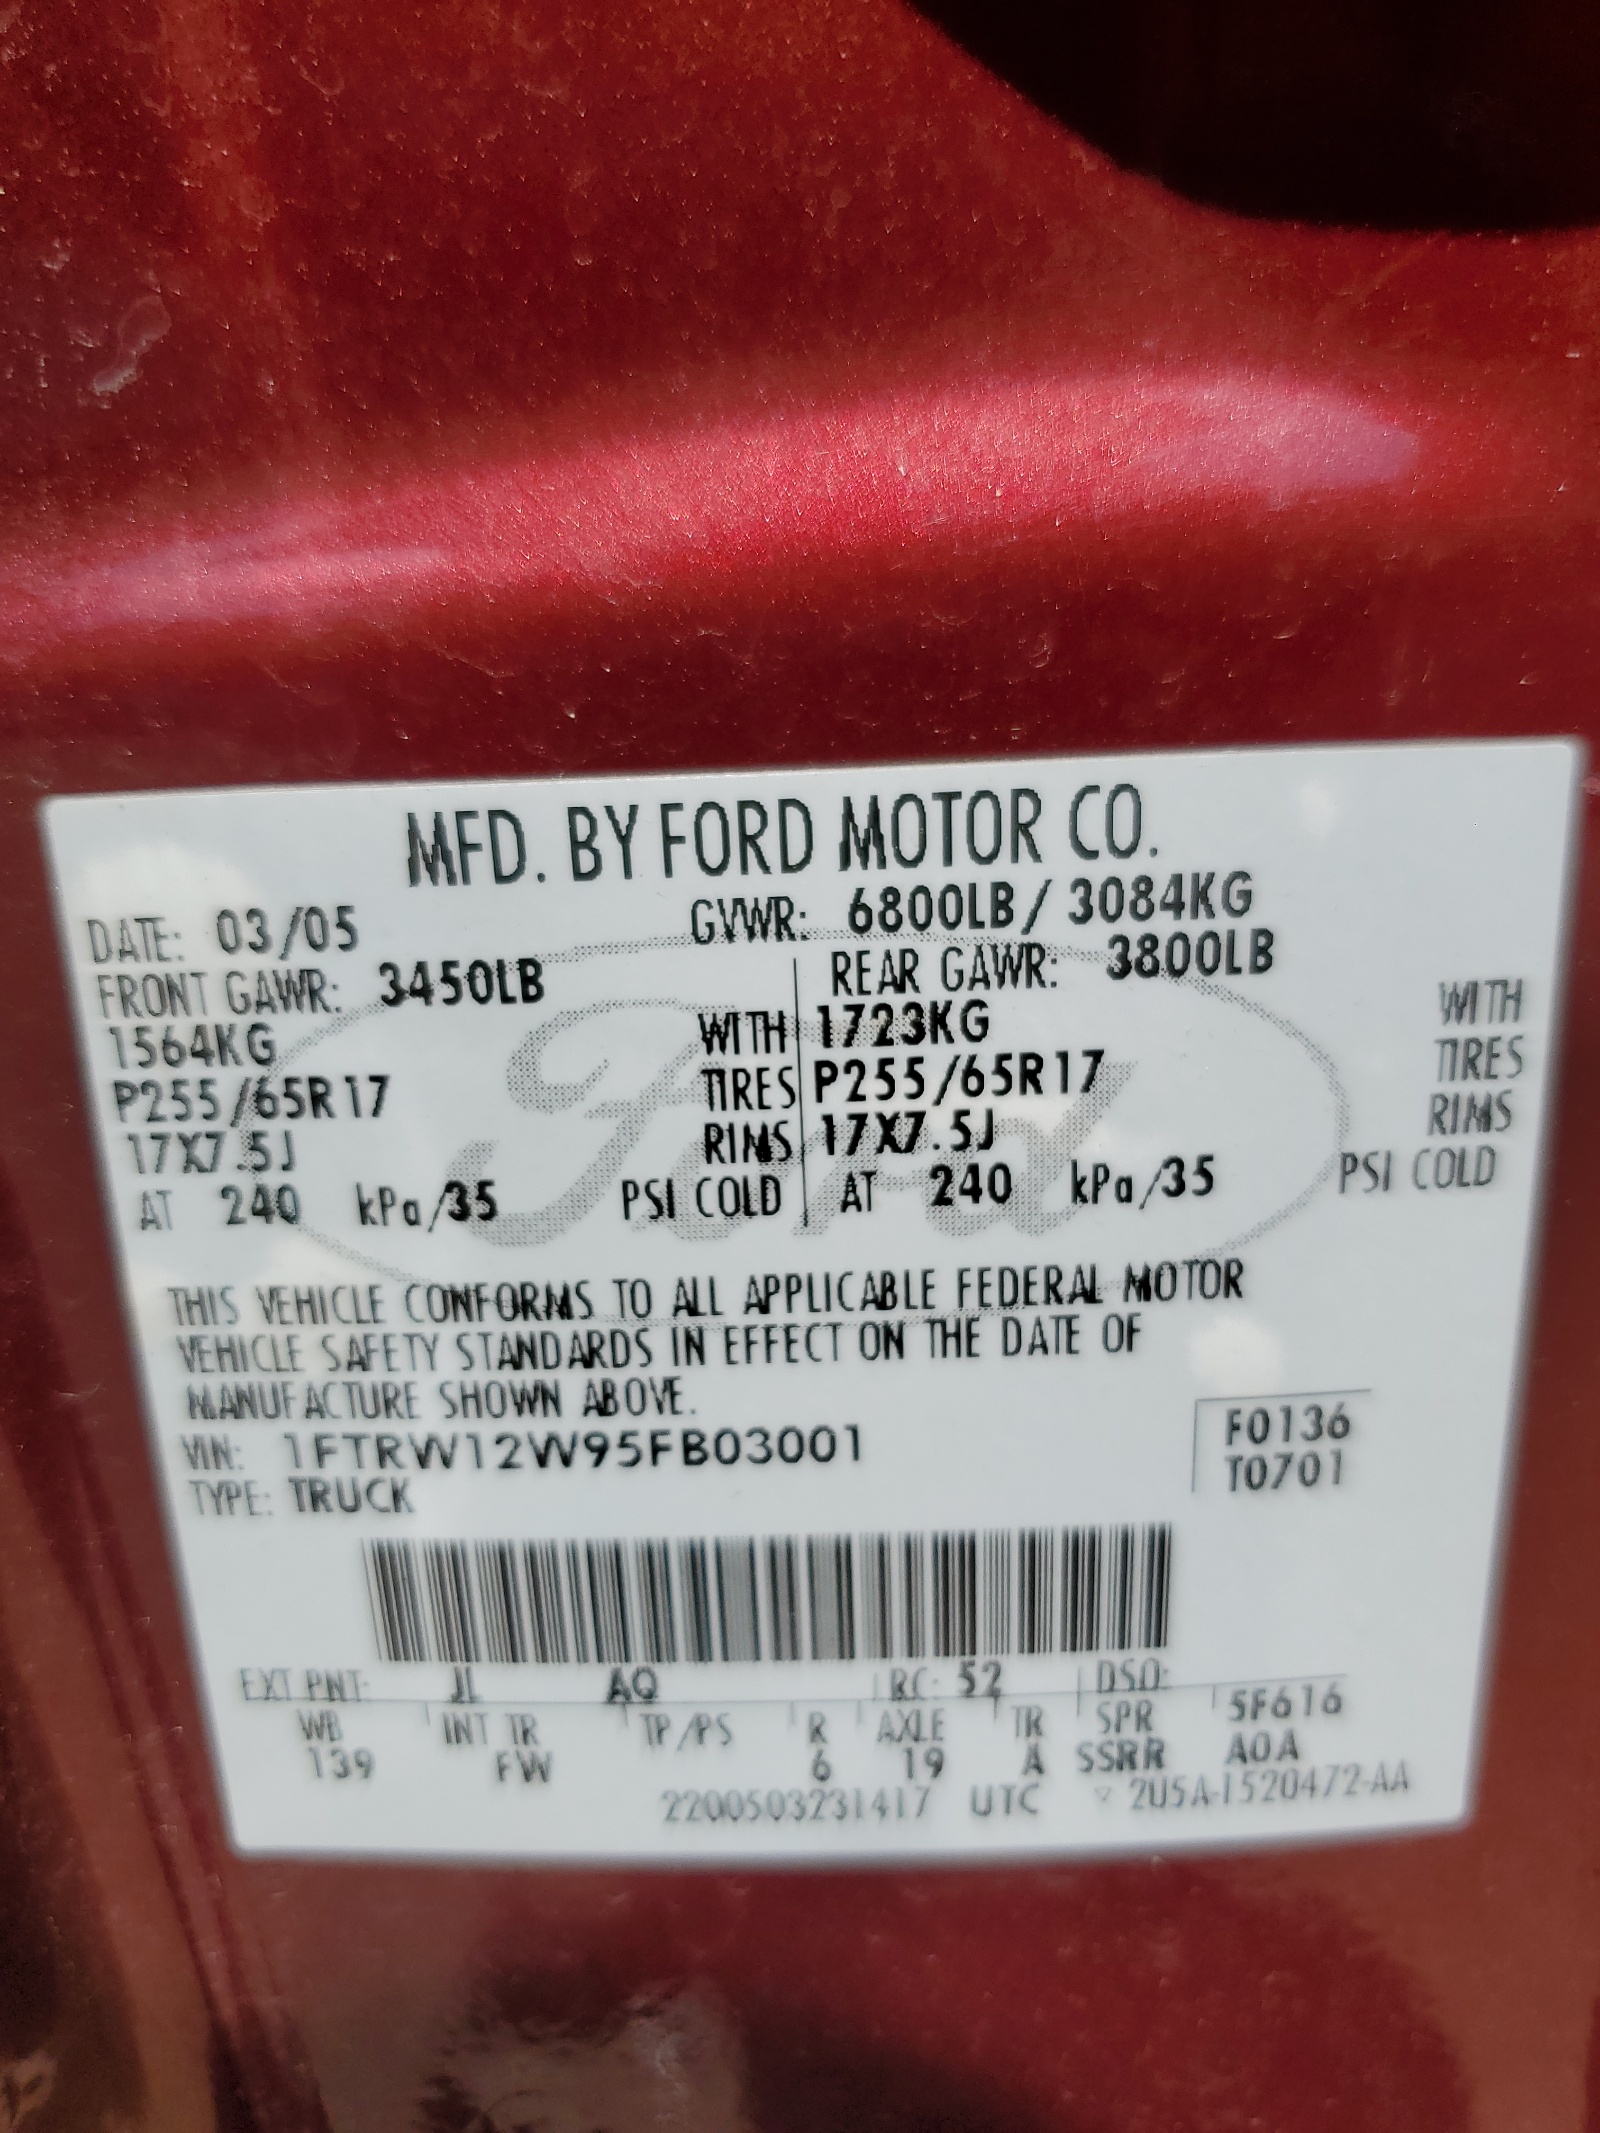 MFD. BY FORD MOTOR CO.
DATE: 03/05 GVWR: 6800LB / 3084KG
FRONT GAWR: 3450LB REAR GAWR: 3800LB
1564KG WITH 1723KG WITH
P255/65R17 TIRES P255/65R17 TIRES
17X7.5J RIMS 17X7.5J RIMS
AT 240 kPa/35 PSI COLD AT 240 kPa/35 PSI COLD
Ford
THIS VEHICLE CONFORMS TO ALL APPLICABLE FEDERAL MOTOR
VEHICLE SAFETY STANDARDS IN EFFECT ON THE DATE OF
MANUFACTURE SHOWN ABOVE.
VIN: 1FTRW12W95FB03001 F0136
TYPE: TRUCK T0701
EXT PNT: JL AQ RC: 52 DSO:
WB INT TR TP/PS R AXLE TR SPR 5F616
139 FW 6 19 A SSRR A0A
2200503231417 UTC ▽ 2U5A-1520472-AA